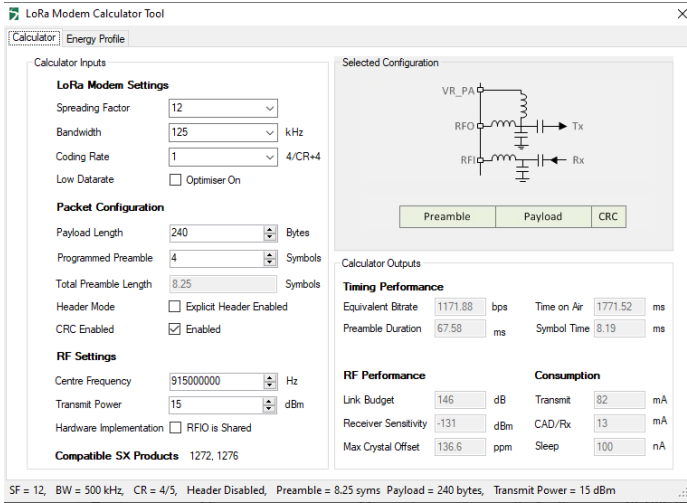 LoRa Modem Calculator Tool
Calculator Energy Profile
Calculator Inputs
LoRa Modem Settings
Spreading Factor 12
Bandwidth 125 kHz
Coding Rate 1 4/CR+4
Low Datarate Optimiser On
Packet Configuration
Payload Length 240 Bytes
Programmed Preamble 4 Symbols
Total Preamble Length 8.25 Symbols
Header Mode Explicit Header Enabled
CRC Enabled Enabled
RF Settings
Centre Frequency 915000000 Hz
Transmit Power 15 dBm
Hardware Implementation RFIO is Shared
Compatible SX Products 1272, 1276
Selected Configuration
VR_PA
RFO Tx
RFI Rx
Preamble Payload CRC
Calculator Outputs
Timing Performance
Equivalent Bitrate 1171.88 bps Time on Air 1771.52 ms
Preamble Duration 67.58 ms Symbol Time 8.19 ms
RF Performance Consumption
Link Budget 146 dB Transmit 82 mA
Receiver Sensitivity -131 dBm CAD/Rx 13 mA
Max Crystal Offset 136.6 ppm Sleep 100 nA
SF = 12, BW = 500 kHz, CR = 4/5, Header Disabled, Preamble = 8.25 syms Payload = 240 bytes, Transmit Power = 15 dBm